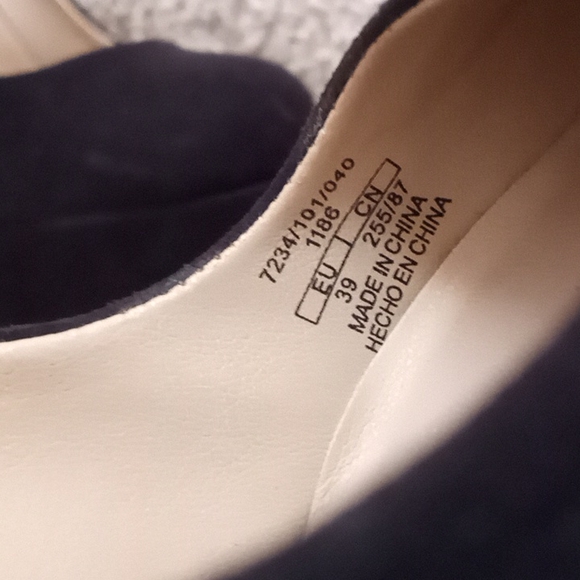 7234/101/040
1186
EU CN
39 255/87
MADE IN CHINA
HECHO EN CHINA